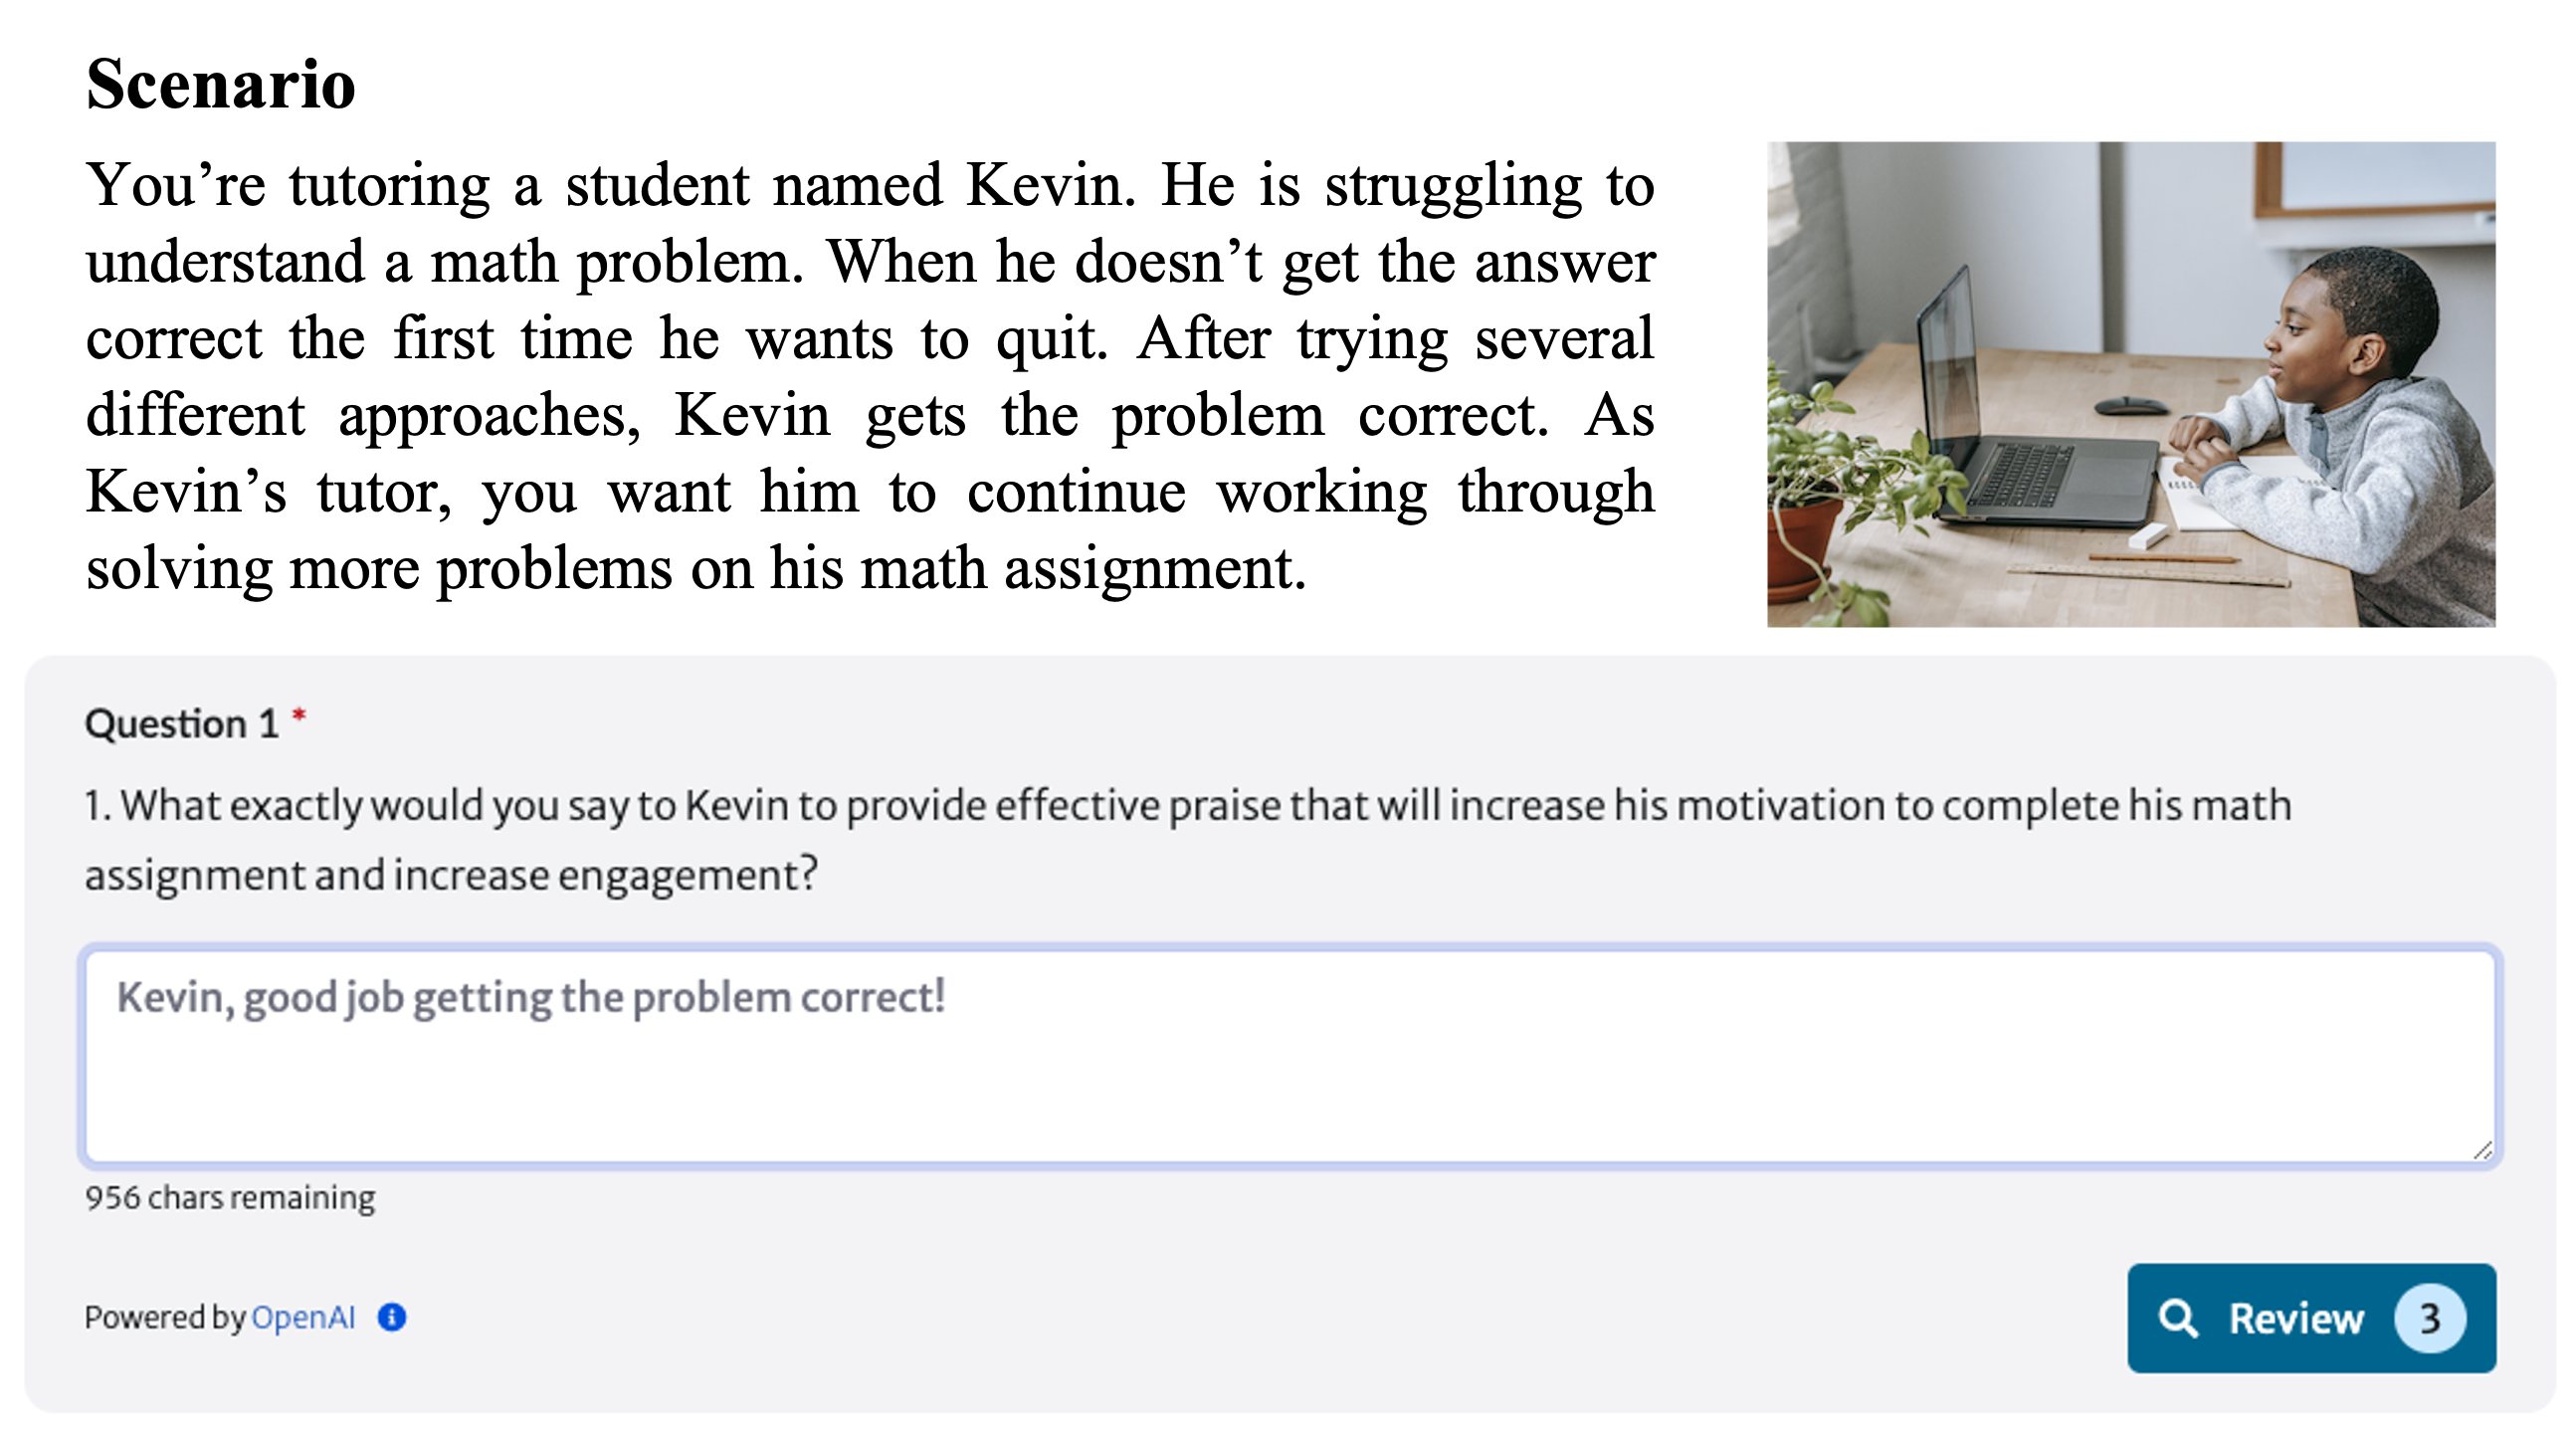 Scenario
You’re tutoring a student named Kevin. He is struggling to
understand a math problem. When he doesn’t get the answer
correct the first time he wants to quit. After trying several
different approaches, Kevin gets the problem correct. As
Kevin’s tutor, you want him to continue working through
solving more problems on his math assignment.
Question 1 *
1. What exactly would you say to Kevin to provide effective praise that will increase his motivation to complete his math
assignment and increase engagement?
Kevin, good job getting the problem correct!
956 chars remaining
Powered by OpenAI
Review 3